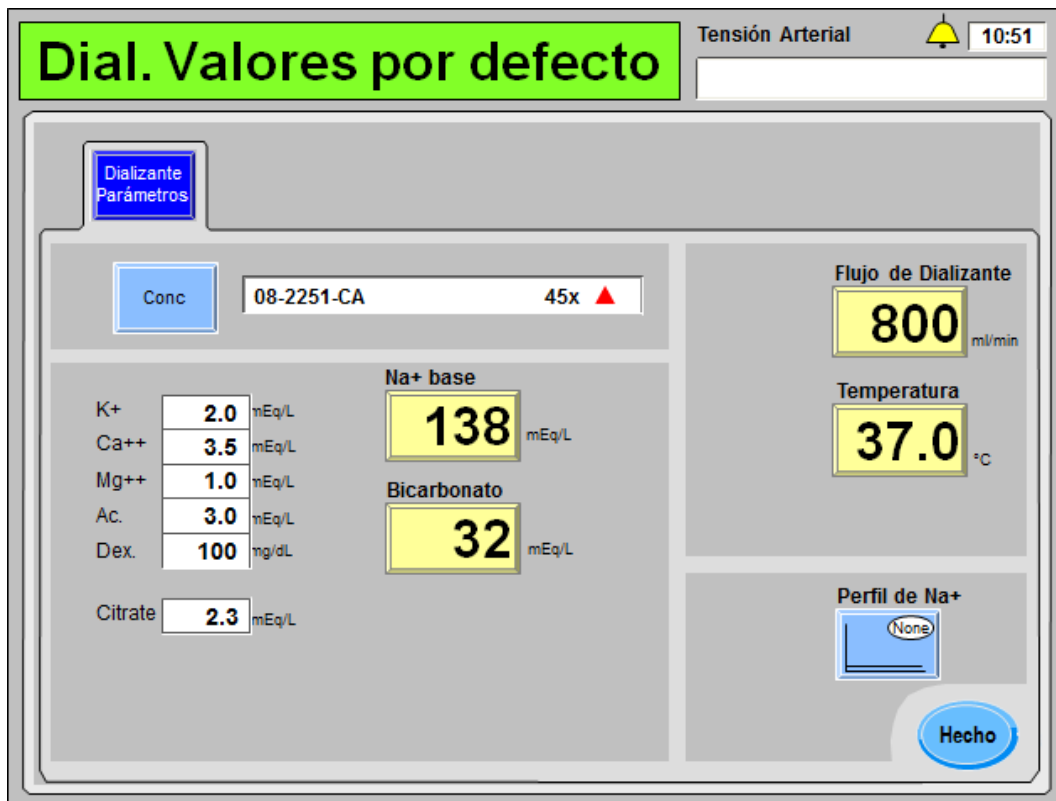 Dial. Valores por defecto
Tensión Arterial
10:51
Dializante
Parámetros
Conc
08-2251-CA 45x
Flujo de Dializante
800 ml/min
Temperatura
37.0 °C
K+ 2.0 mEq/L
Ca++ 3.5 mEq/L
Mg++ 1.0 mEq/L
Ac. 3.0 mEq/L
Dex. 100 mg/dL
Citrate 2.3 mEq/L
Na+ base
138 mEq/L
Bicarbonato
32 mEq/L
Perfil de Na+
None
Hecho